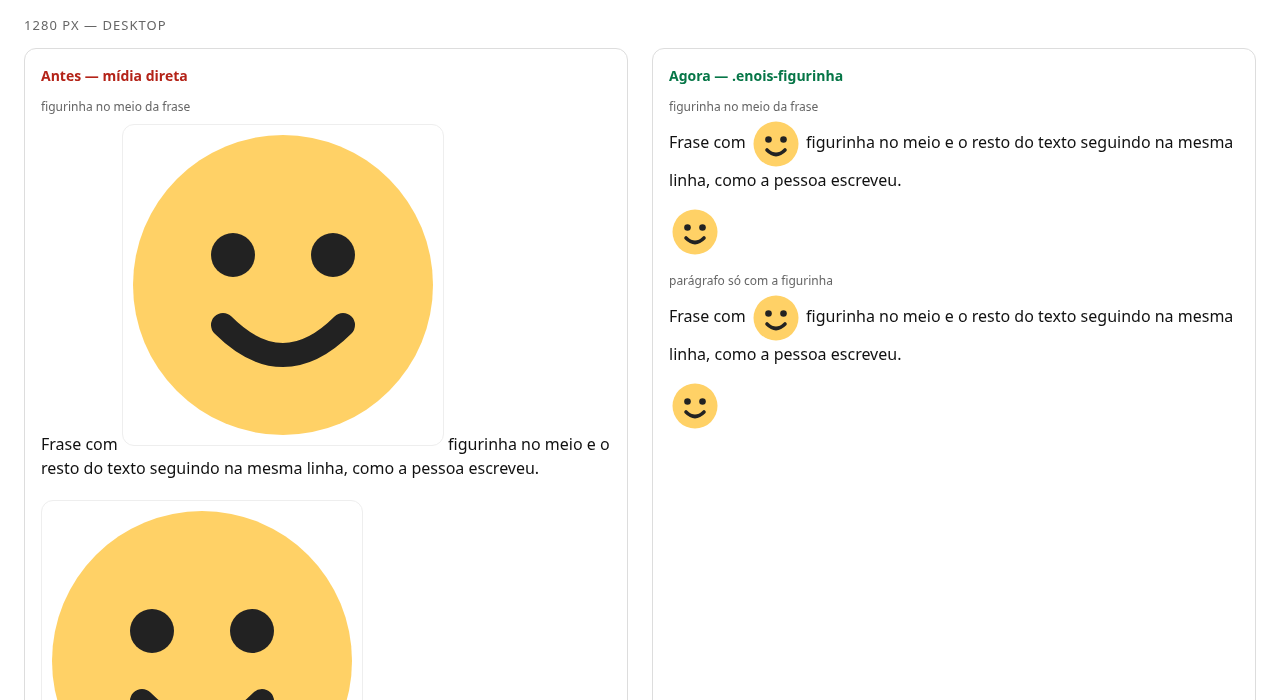 1280 PX — DESKTOP
Antes — mídia direta
figurinha no meio da frase
Frase com figurinha no meio e o
resto do texto seguindo na mesma linha, como a pessoa escreveu.
Agora — .enois-figurinha
figurinha no meio da frase
Frase com figurinha no meio e o resto do texto seguindo na mesma
linha, como a pessoa escreveu.
parágrafo só com a figurinha
Frase com figurinha no meio e o resto do texto seguindo na mesma
linha, como a pessoa escreveu.